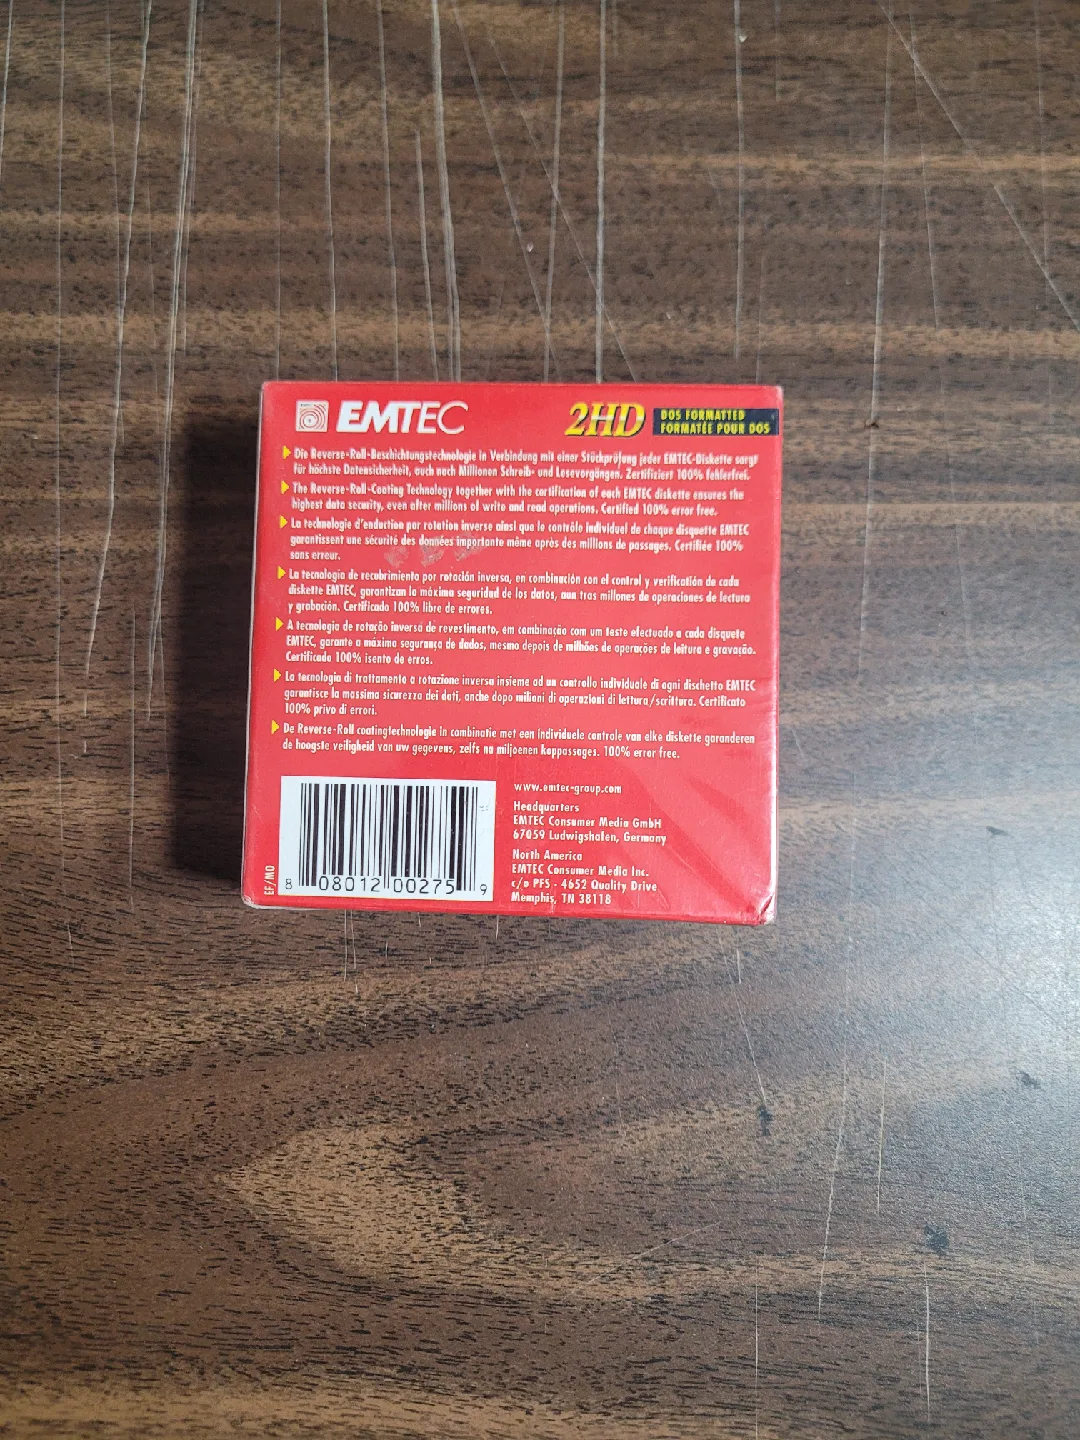 EMTEC
2HD
DOS FORMATTED
FORMATÉE POUR DOS
Die Reverse-Roll-Beschichtungstechnologie in Verbindung mit einer Stückprüfung jeder EMTEC-Diskette sorgt
für höchste Datensicherheit, auch nach Millionen Schreib- und Lesevorgängen. Zertifiziert 100% fehlerfrei.
The Reverse-Roll-Coating Technology together with the certification of each EMTEC diskette ensures the
highest data security, even after millions of write and read operations. Certified 100% error free.
La technologie d'enduction par rotation inverse ainsi que le contrôle individuel de chaque disquette EMTEC
garantissent une sécurité des données importante même après des millions de passages. Certifiée 100%
sans erreur.
La tecnología de recubrimiento por rotación inversa, en combinación con el control y verificatión de cada
diskette EMTEC, garantizan la máxima seguridad de los datos, aun tras millones de operaciones de lectura
y grabación. Certificado 100% libre de errores.
A tecnologia de rotação inversa de revestimento, em combinação com um teste efectuado a cada disquete
EMTEC, garante a máxima segurança de dados, mesmo depois de milhões de operações de leitura e gravação.
Certificado 100% isento de erros.
La tecnologia di trattamento a rotazione inversa insieme ad un controllo individuale di ogni dischetto EMTEC
garantisce la massima sicurezza dei dati, anche dopo milioni di operazioni di lettura/scrittura. Certificato
100% privo di errori.
De Reverse-Roll coatingtechnologie in combinatie met een individuele controle van elke diskette garanderen
de hoogste veiligheid van uw gegevens, zelfs na miljoenen koppassages. 100% error free.
www.emtec-group.com
Headquarters
EMTEC Consumer Media GmbH
67059 Ludwigshafen, Germany
North America
EMTEC Consumer Media Inc.
c/o PFS - 4652 Quality Drive
Memphis, TN 38118
EF/MO
8 08012 00275 9